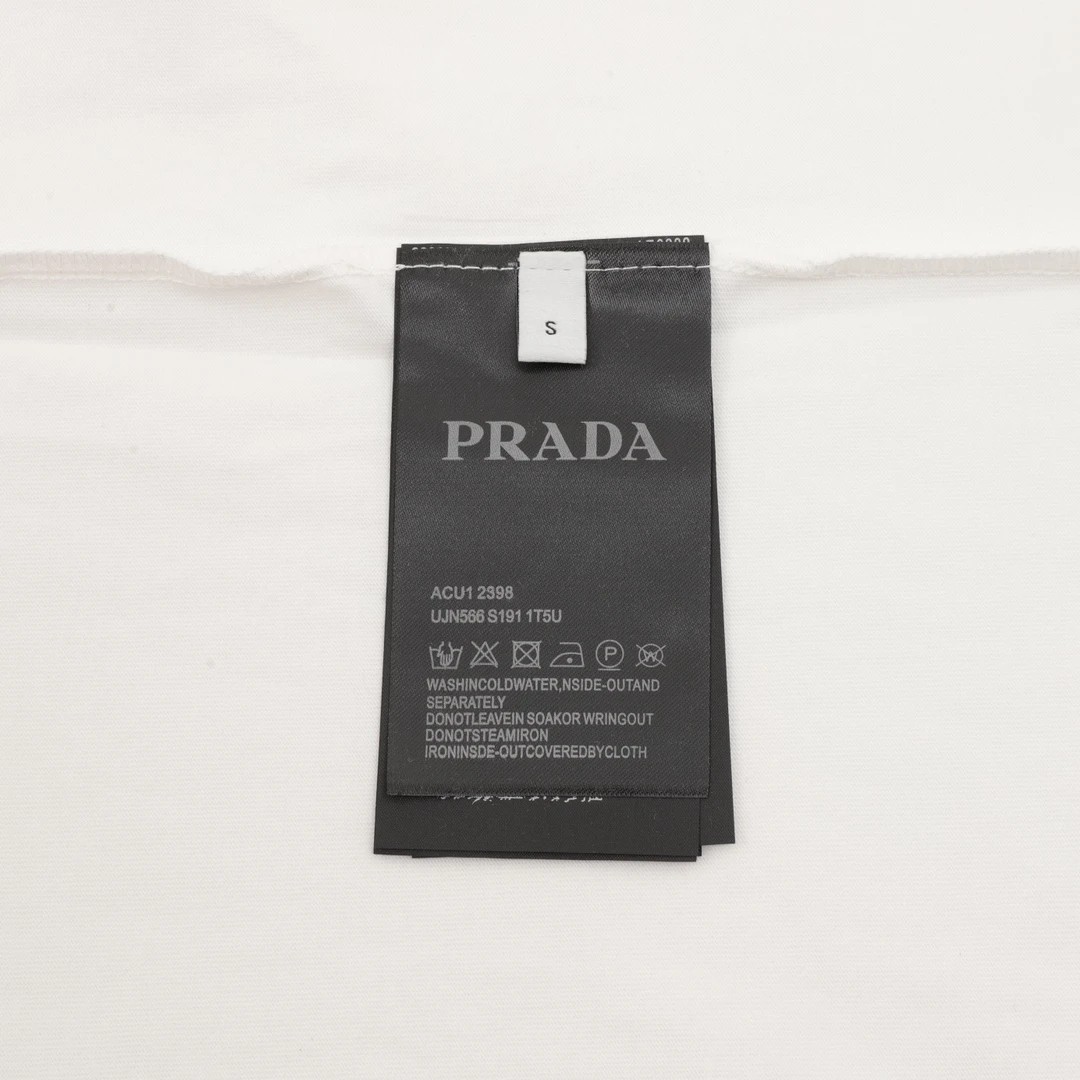 S
PRADA
ACU1 2398
UJN566 S191 1T5U
P
WASHINCOLDWATER,NSIDE-OUTAND
SEPARATELY
DONOTLEAVEIN SOAKOR WRINGOUT
DONOTSTEAMIRON
IRONINSDE-OUTCOVEREDBYCLOTH